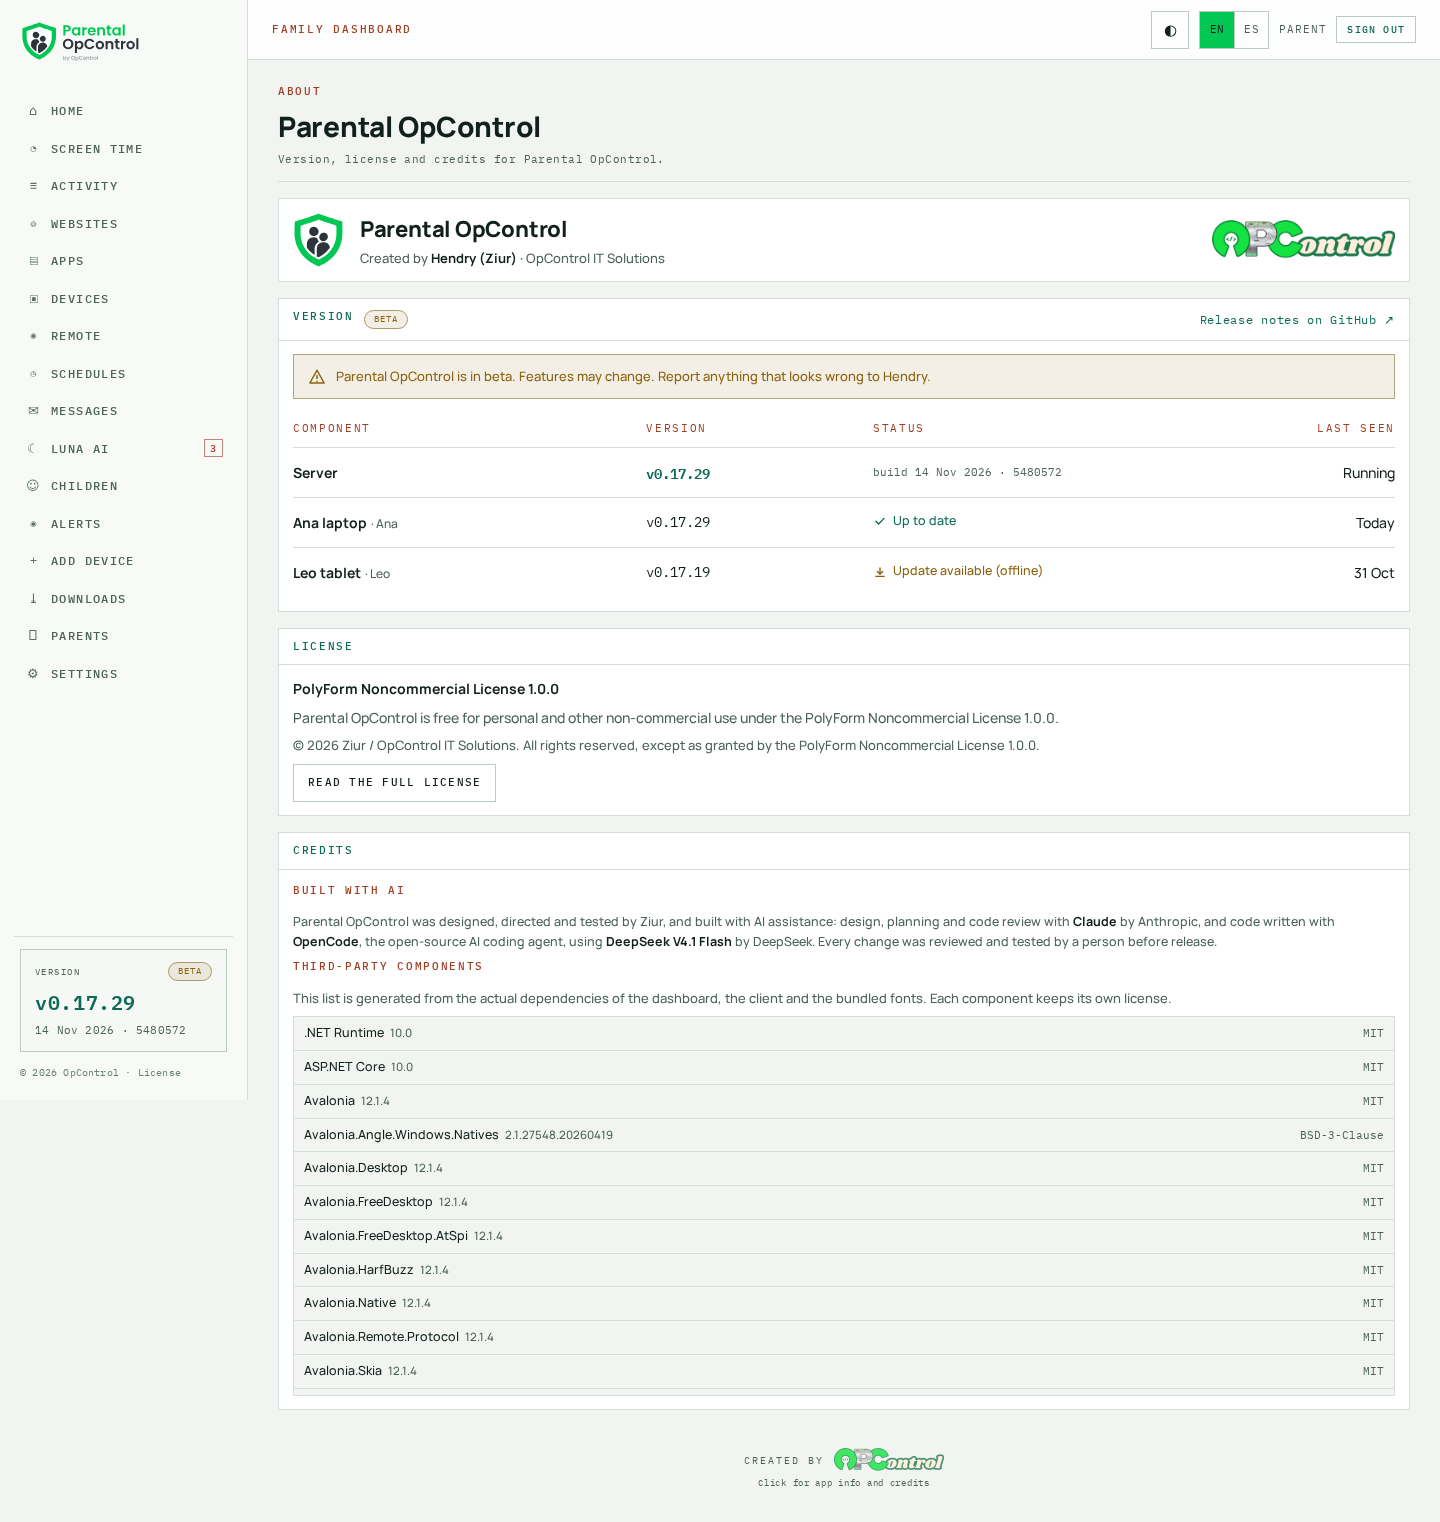 Parental
OpControl
by OpControl
HOME
SCREEN TIME
ACTIVITY
WEBSITES
APPS
DEVICES
REMOTE
SCHEDULES
MESSAGES
LUNA AI 3
CHILDREN
ALERTS
ADD DEVICE
DOWNLOADS
PARENTS
SETTINGS
VERSION BETA
v0.17.29
14 Nov 2026 · 5480572
© 2026 OpControl · License
FAMILY DASHBOARD
EN ES PARENT SIGN OUT
ABOUT
Parental OpControl
Version, license and credits for Parental OpControl.
Parental OpControl
Created by Hendry (Ziur) · OpControl IT Solutions
OPControl
VERSION BETA
Release notes on GitHub ↗
Parental OpControl is in beta. Features may change. Report anything that looks wrong to Hendry.
COMPONENT VERSION STATUS LAST SEEN
Server v0.17.29 build 14 Nov 2026 · 5480572 Running
Ana laptop · Ana v0.17.29 Up to date Today
Leo tablet · Leo v0.17.19 Update available (offline) 31 Oct
LICENSE
PolyForm Noncommercial License 1.0.0
Parental OpControl is free for personal and other non-commercial use under the PolyForm Noncommercial License 1.0.0.
© 2026 Ziur / OpControl IT Solutions. All rights reserved, except as granted by the PolyForm Noncommercial License 1.0.0.
READ THE FULL LICENSE
CREDITS
BUILT WITH AI
Parental OpControl was designed, directed and tested by Ziur, and built with AI assistance: design, planning and code review with Claude by Anthropic, and code written with
OpenCode, the open-source AI coding agent, using DeepSeek V4.1 Flash by DeepSeek. Every change was reviewed and tested by a person before release.
THIRD-PARTY COMPONENTS
This list is generated from the actual dependencies of the dashboard, the client and the bundled fonts. Each component keeps its own license.
.NET Runtime 10.0 MIT
ASP.NET Core 10.0 MIT
Avalonia 12.1.4 MIT
Avalonia.Angle.Windows.Natives 2.1.27548.20260419 BSD-3-Clause
Avalonia.Desktop 12.1.4 MIT
Avalonia.FreeDesktop 12.1.4 MIT
Avalonia.FreeDesktop.AtSpi 12.1.4 MIT
Avalonia.HarfBuzz 12.1.4 MIT
Avalonia.Native 12.1.4 MIT
Avalonia.Remote.Protocol 12.1.4 MIT
Avalonia.Skia 12.1.4 MIT
CREATED BY OPControl
Click for app info and credits